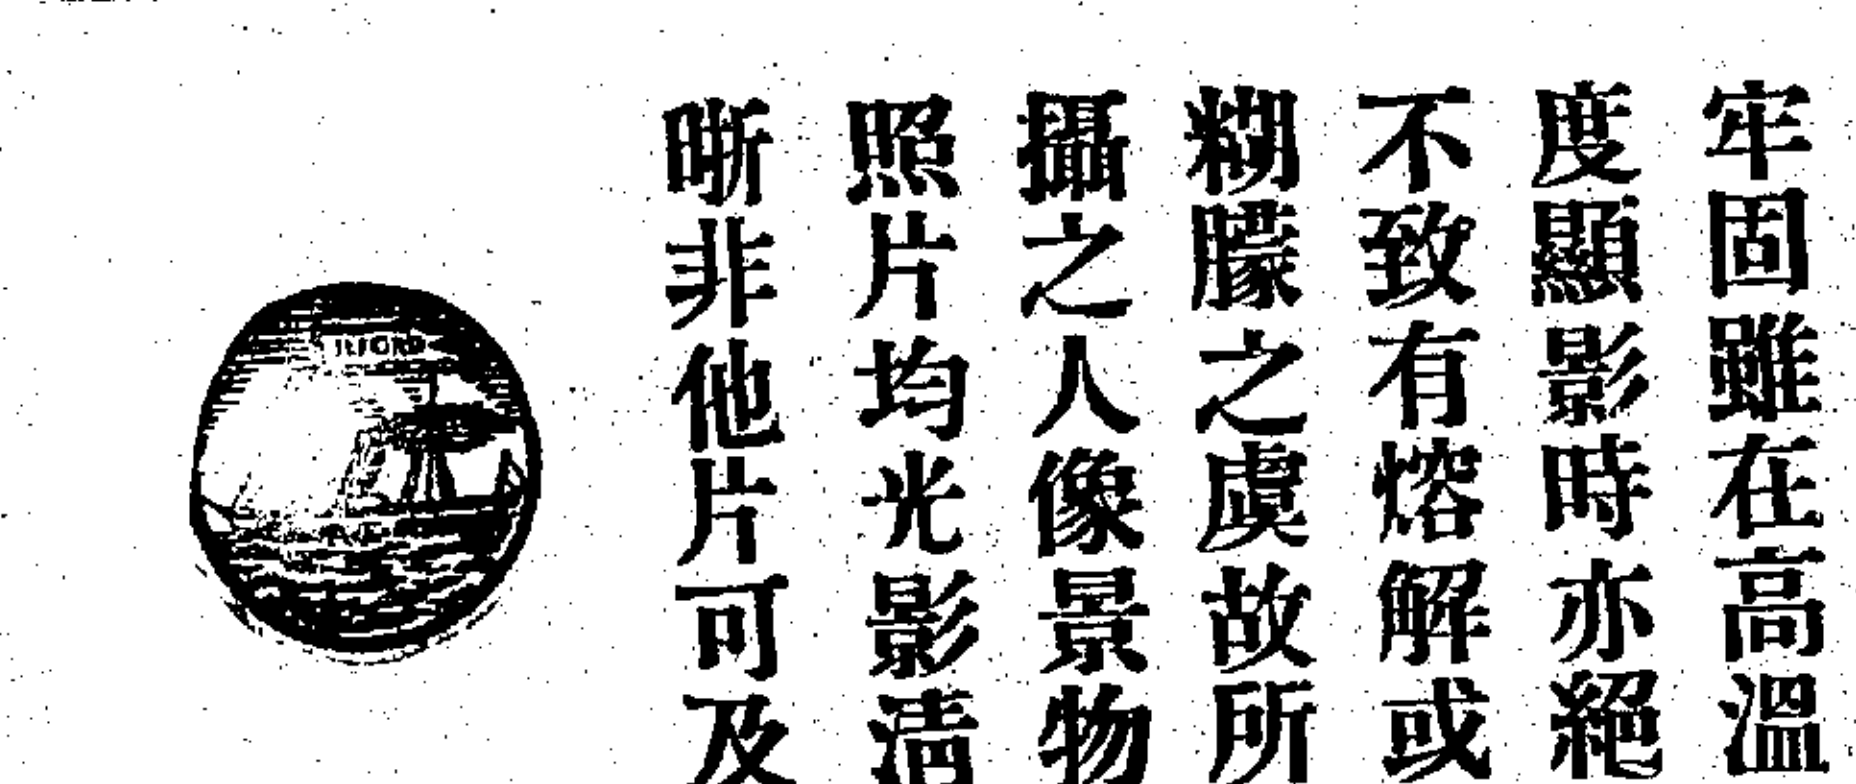 牢固雖在高溫
度顯影時亦絕
不致有熔解或
糊朦之虞故所
攝之人像景物
照片均光影清
晰非他片可及
ILFORD